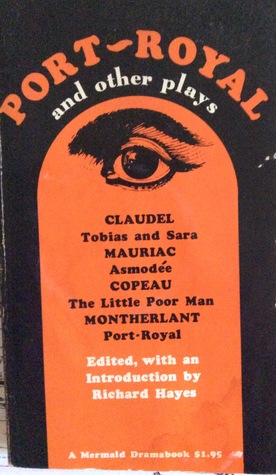 PORT-ROYAL
and other plays
CLAUDEL
Tobias and Sara
MAURIAC
Asmodée
COPEAU
The Little Poor Man
MONTHERLANT
Port-Royal
Edited, with an
Introduction by
Richard Hayes
A Mermaid Dramabook $1.95